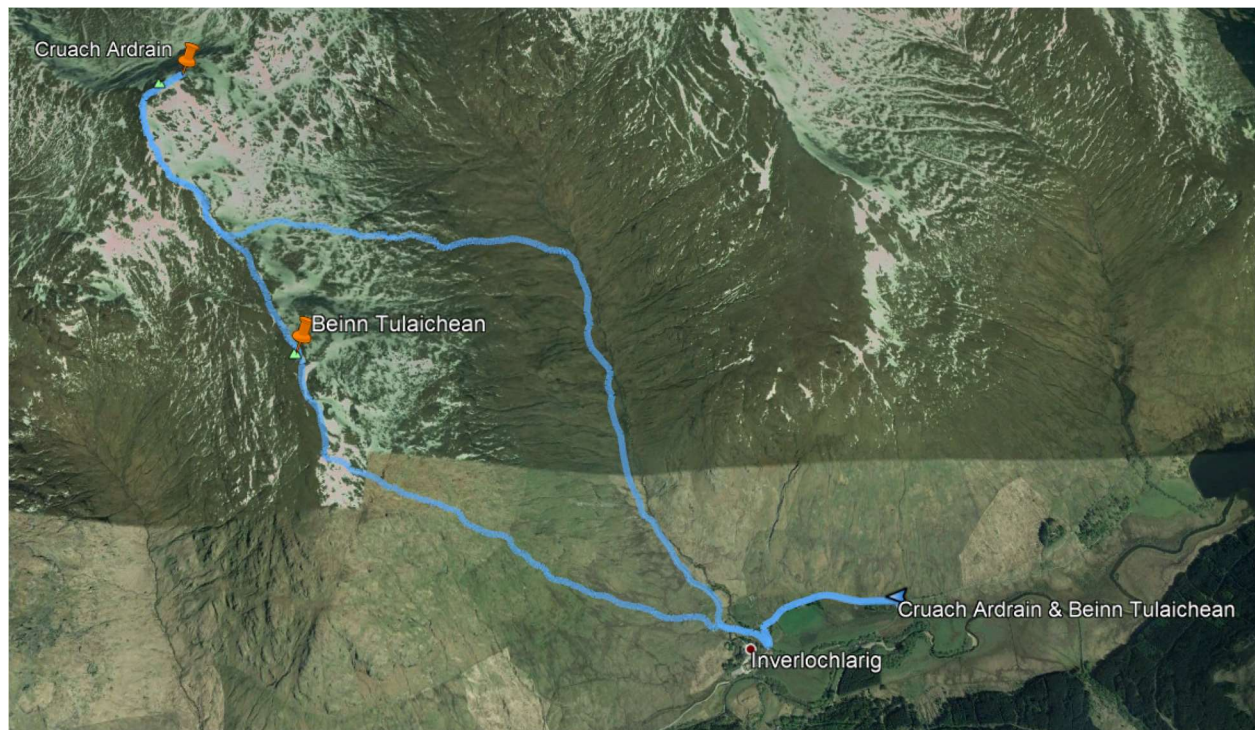 Cruach Ardrain
Beinn Tulaichean
Cruach Ardrain & Beinn Tulaichean
Inverlochlarig